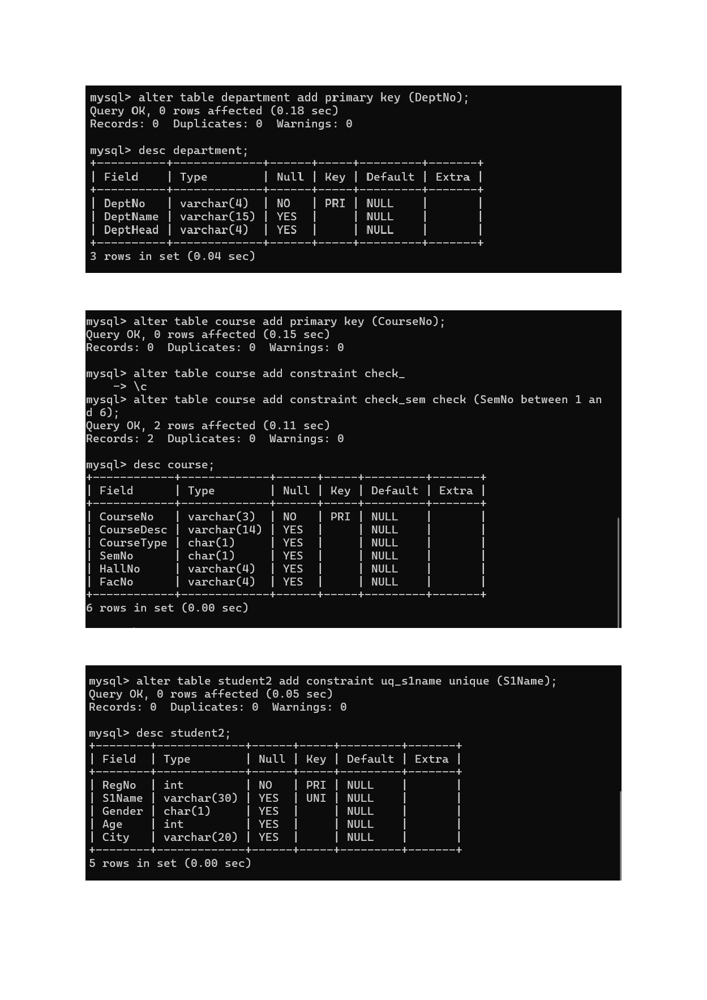 mysql> alter table department add primary key (DeptNo);
Query OK, 0 rows affected (0.18 sec)
Records: 0  Duplicates: 0  Warnings: 0

mysql> desc department;
+----------+-------------+------+-----+---------+-------+
| Field    | Type        | Null | Key | Default | Extra |
+----------+-------------+------+-----+---------+-------+
| DeptNo   | varchar(4)  | NO   | PRI | NULL    |       |
| DeptName | varchar(15) | YES  |     | NULL    |       |
| DeptHead | varchar(4)  | YES  |     | NULL    |       |
+----------+-------------+------+-----+---------+-------+
3 rows in set (0.04 sec)

mysql> alter table course add primary key (CourseNo);
Query OK, 0 rows affected (0.15 sec)
Records: 0  Duplicates: 0  Warnings: 0

mysql> alter table course add constraint check_
    -> \c
mysql> alter table course add constraint check_sem check (SemNo between 1 an
d 6);
Query OK, 2 rows affected (0.11 sec)
Records: 2  Duplicates: 0  Warnings: 0

mysql> desc course;
+------------+-------------+------+-----+---------+-------+
| Field      | Type        | Null | Key | Default | Extra |
+------------+-------------+------+-----+---------+-------+
| CourseNo   | varchar(3)  | NO   | PRI | NULL    |       |
| CourseDesc | varchar(14) | YES  |     | NULL    |       |
| CourseType | char(1)     | YES  |     | NULL    |       |
| SemNo      | char(1)     | YES  |     | NULL    |       |
| HallNo     | varchar(4)  | YES  |     | NULL    |       |
| FacNo      | varchar(4)  | YES  |     | NULL    |       |
+------------+-------------+------+-----+---------+-------+
6 rows in set (0.00 sec)

mysql> alter table student2 add constraint uq_s1name unique (S1Name);
Query OK, 0 rows affected (0.05 sec)
Records: 0  Duplicates: 0  Warnings: 0

mysql> desc student2;
+--------+-------------+------+-----+---------+-------+
| Field  | Type        | Null | Key | Default | Extra |
+--------+-------------+------+-----+---------+-------+
| RegNo  | int         | NO   | PRI | NULL    |       |
| S1Name | varchar(30) | YES  | UNI | NULL    |       |
| Gender | char(1)     | YES  |     | NULL    |       |
| Age    | int         | YES  |     | NULL    |       |
| City   | varchar(20) | YES  |     | NULL    |       |
+--------+-------------+------+-----+---------+-------+
5 rows in set (0.00 sec)